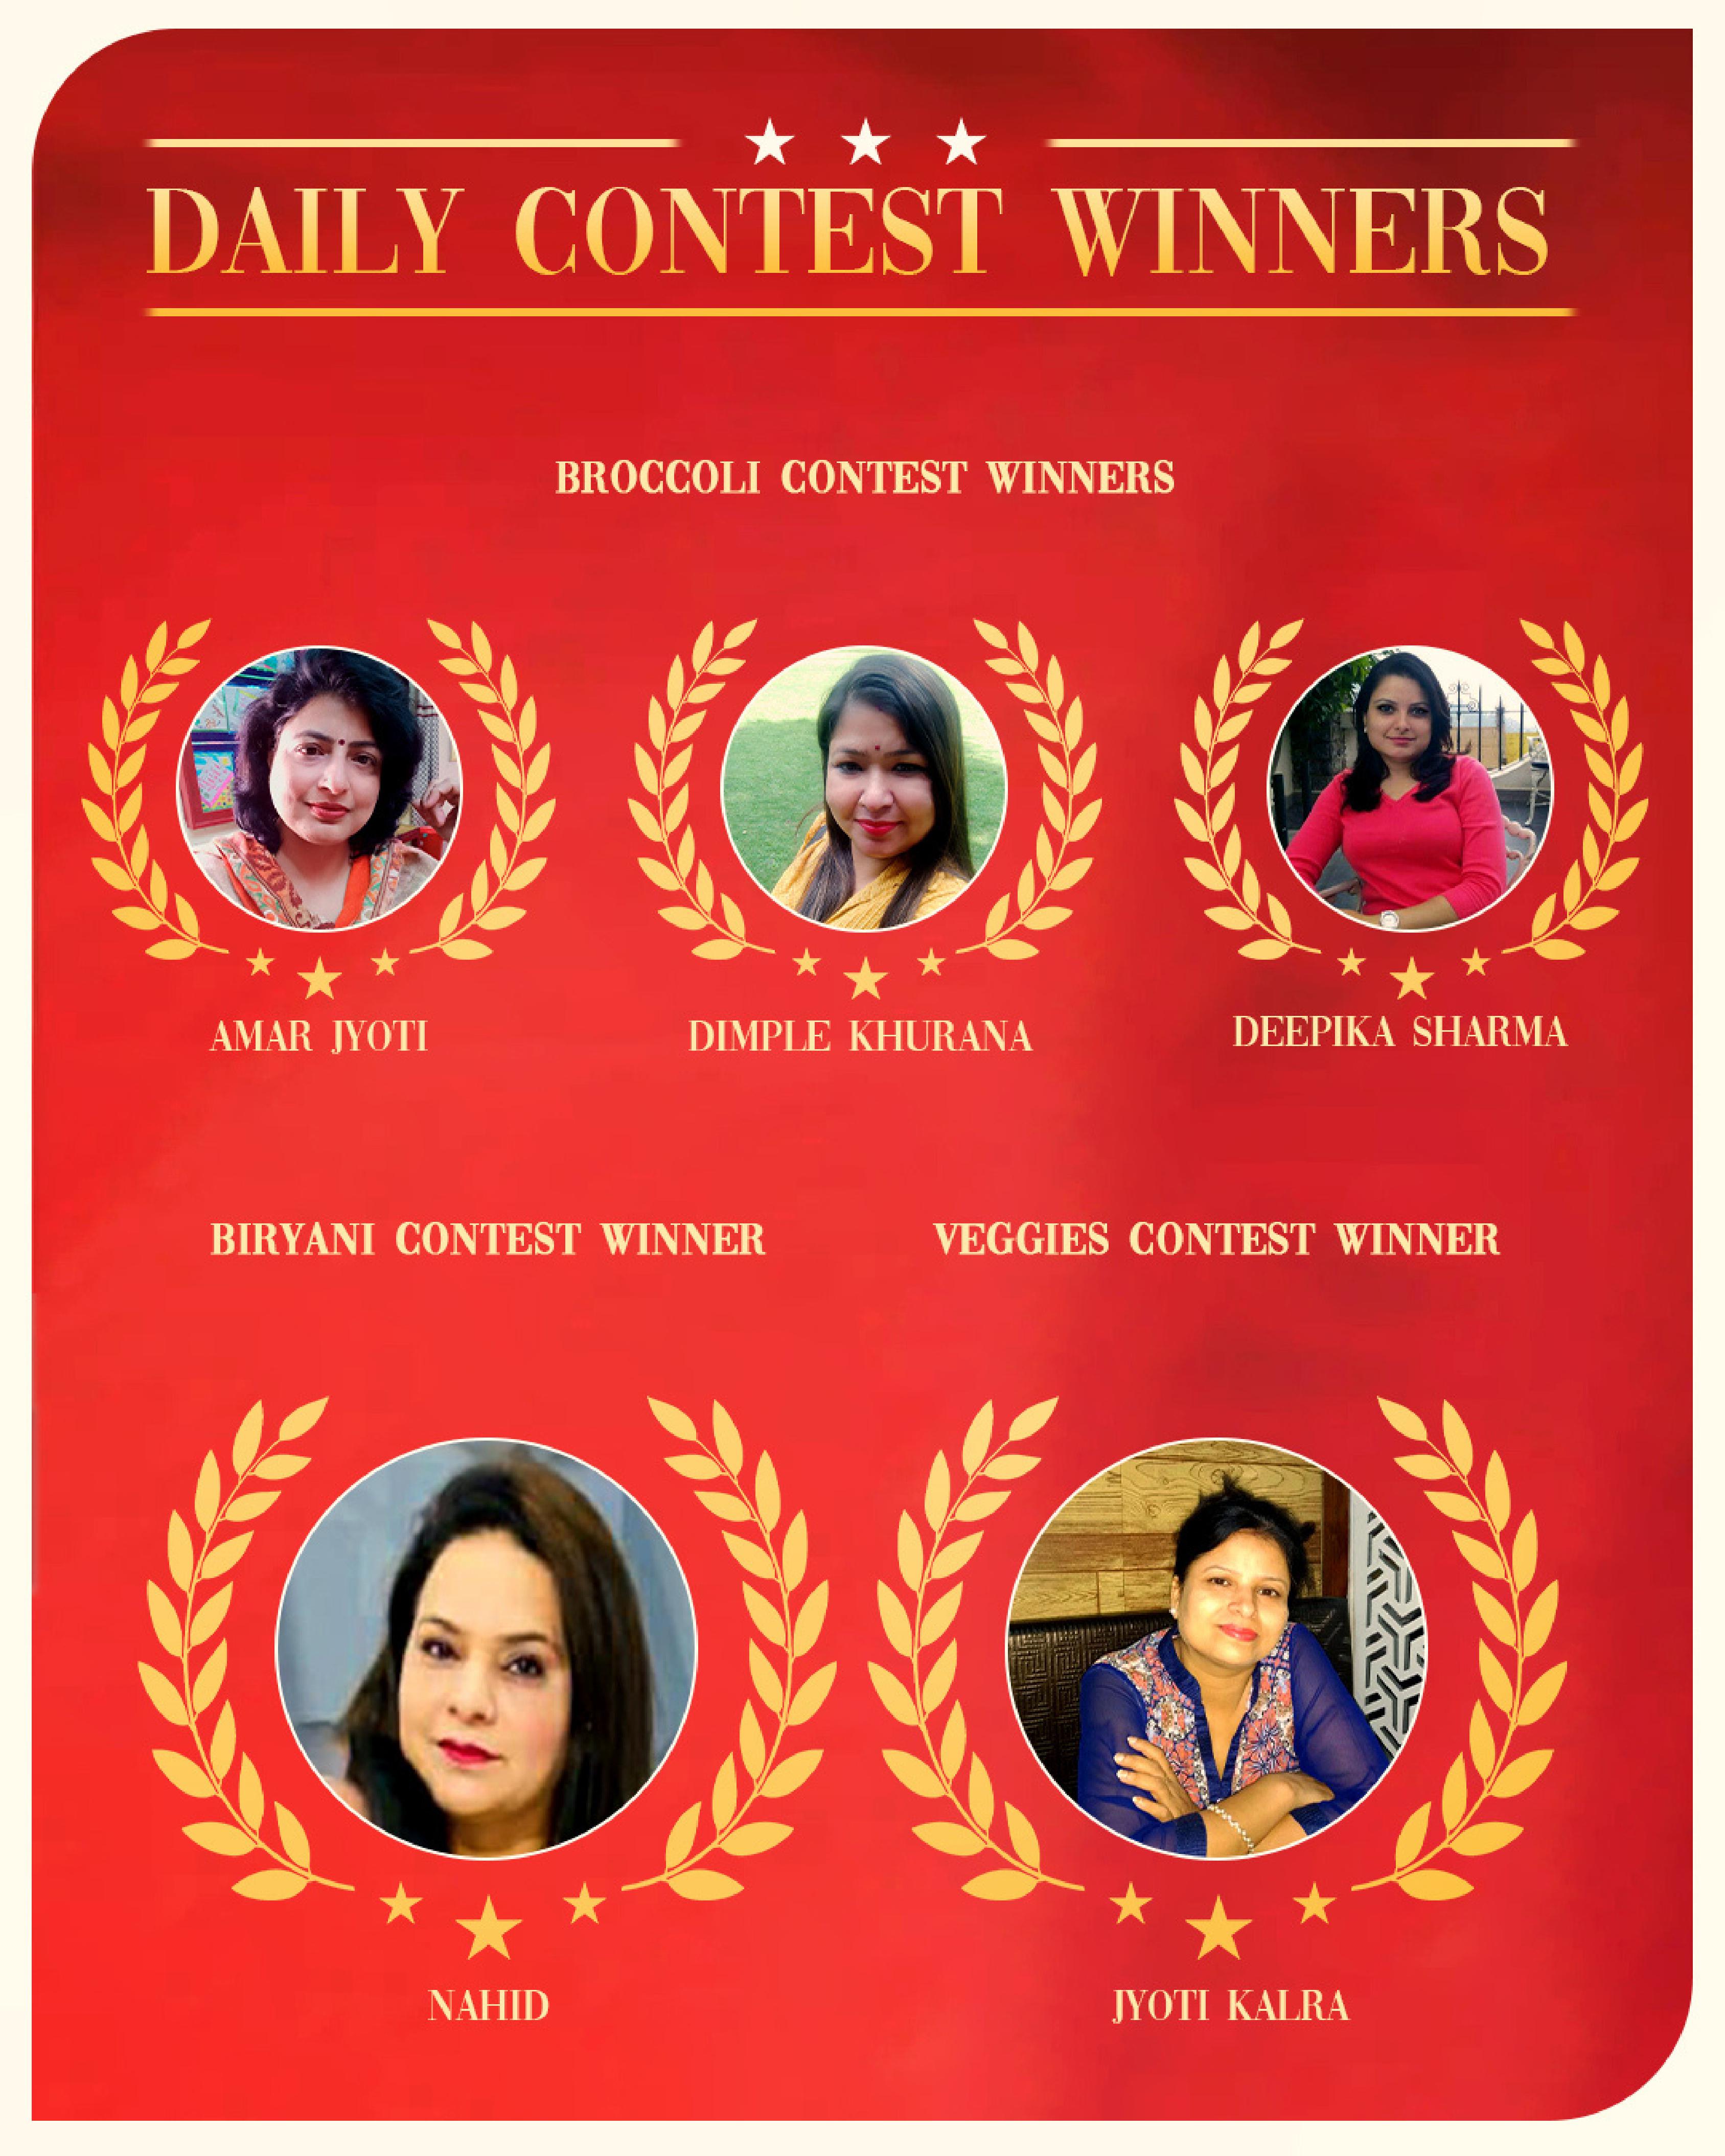 DAILY CONTEST WINNERS
BROCCOLI CONTEST WINNERS
AMAR JYOTI
DIMPLE KHURANA
DEEPIKA SHARMA
BIRYANI CONTEST WINNER
VEGGIES CONTEST WINNER
NAHID
JYOTI KALRA